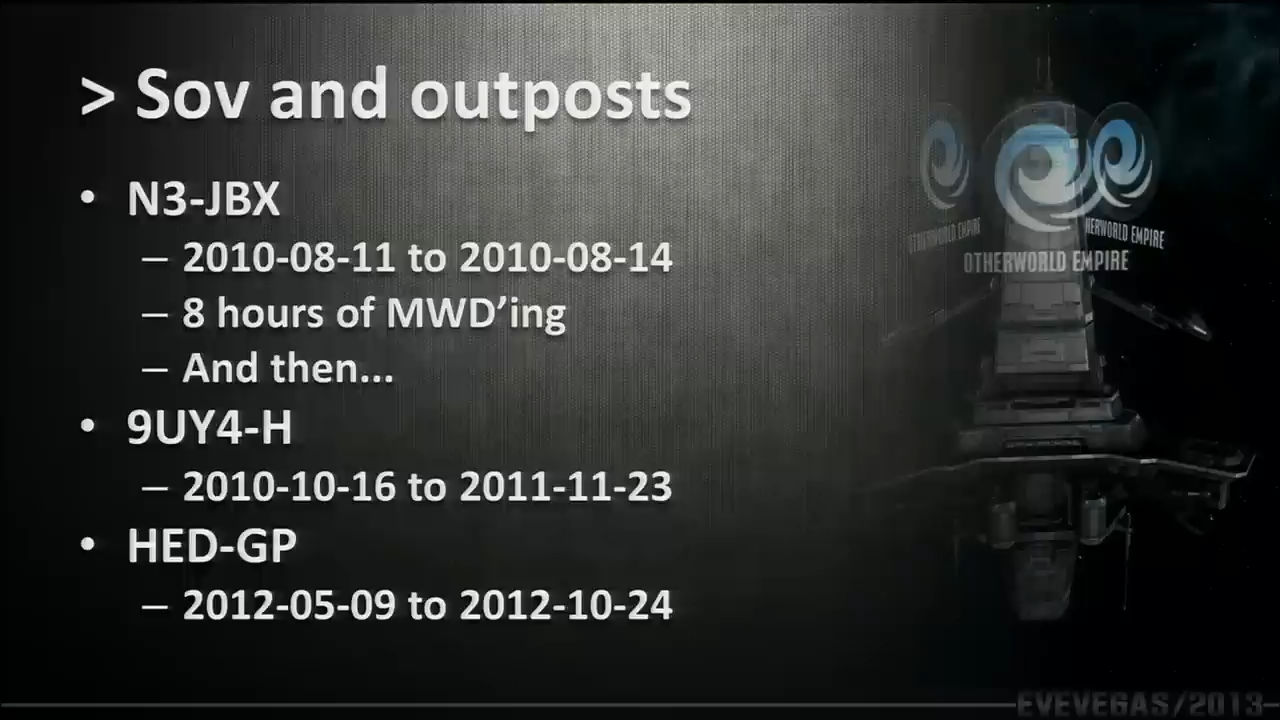 > Sov and outposts
• N3-JBX
– 2010-08-11 to 2010-08-14
– 8 hours of MWD’ing
– And then...
• 9UY4-H
– 2010-10-16 to 2011-11-23
• HED-GP
– 2012-05-09 to 2012-10-24
OTHERWORLD EMPIRE
HERWORLD EMPIRE
OTHERWORLD EMPIRE
EVEVEGAS/2013